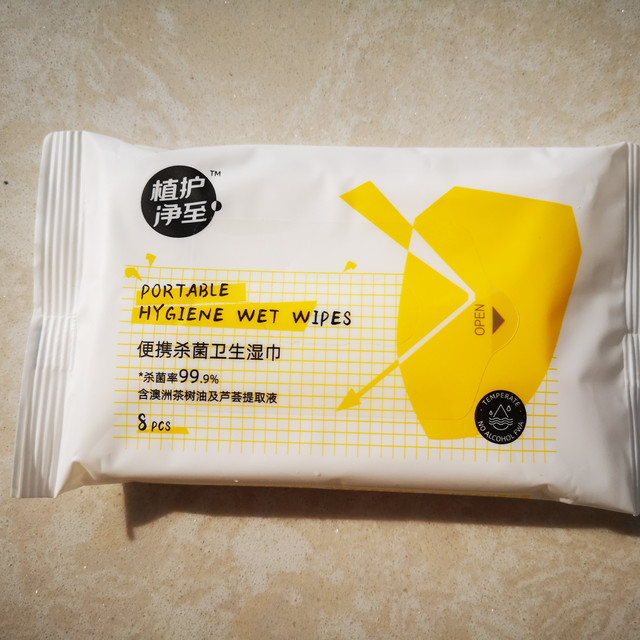 植护
净至
TM
PORTABLE
HYGIENE WET WIPES
便携杀菌卫生湿巾
*杀菌率99.9%
含澳洲茶树油及芦荟提取液
8 PCS
OPEN
TEMPERATE
NO ALCOHOL FWA